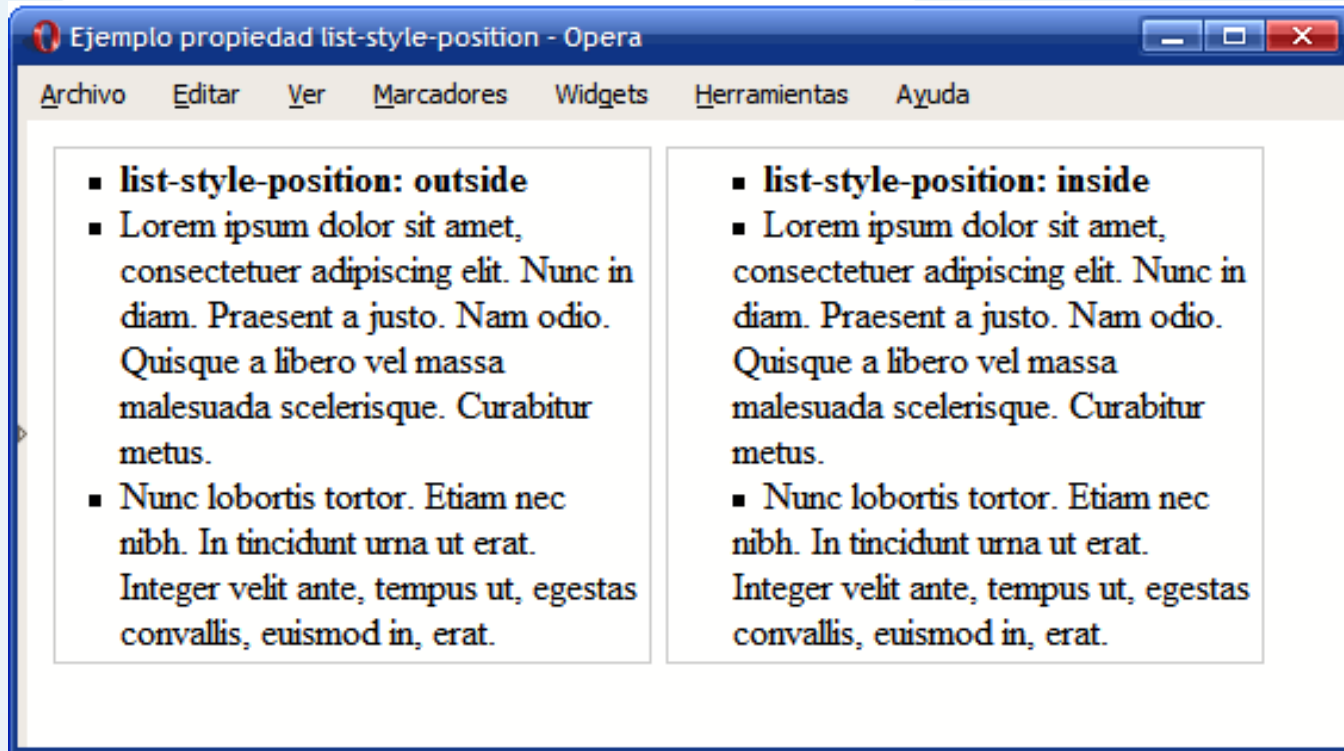 Ejemplo propiedad list-style-position - Opera
Archivo Editar Ver Marcadores Widgets Herramientas Ayuda
▪ list-style-position: outside
▪ Lorem ipsum dolor sit amet,
consectetuer adipiscing elit. Nunc in
diam. Praesent a justo. Nam odio.
Quisque a libero vel massa
malesuada scelerisque. Curabitur
metus.
▪ Nunc lobortis tortor. Etiam nec
nibh. In tincidunt urna ut erat.
Integer velit ante, tempus ut, egestas
convallis, euismod in, erat.
▪ list-style-position: inside
▪ Lorem ipsum dolor sit amet,
consectetuer adipiscing elit. Nunc in
diam. Praesent a justo. Nam odio.
Quisque a libero vel massa
malesuada scelerisque. Curabitur
metus.
▪ Nunc lobortis tortor. Etiam nec
nibh. In tincidunt urna ut erat.
Integer velit ante, tempus ut, egestas
convallis, euismod in, erat.